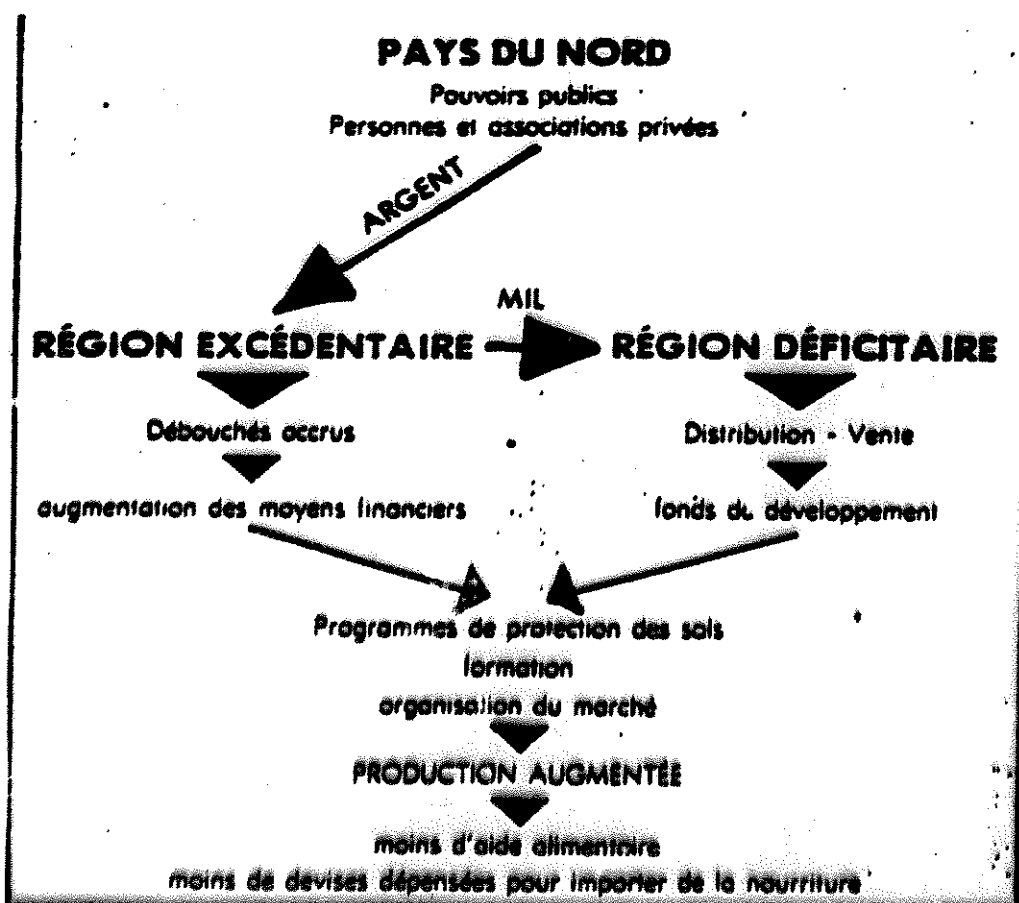 PAYS DU NORD
Pouvoirs publics
Personnes et associations privées
ARGENT
MIL
RÉGION EXCÉDENTAIRE
RÉGION DÉFICITAIRE
Débouchés accrus
Distribution - Vente
augmentation des moyens financiers
fonds du développement
Programmes de protection des sols
formation
organisation du marché
PRODUCTION AUGMENTÉE
moins d'aide alimentaire
moins de devises dépensées pour importer de la nourriture